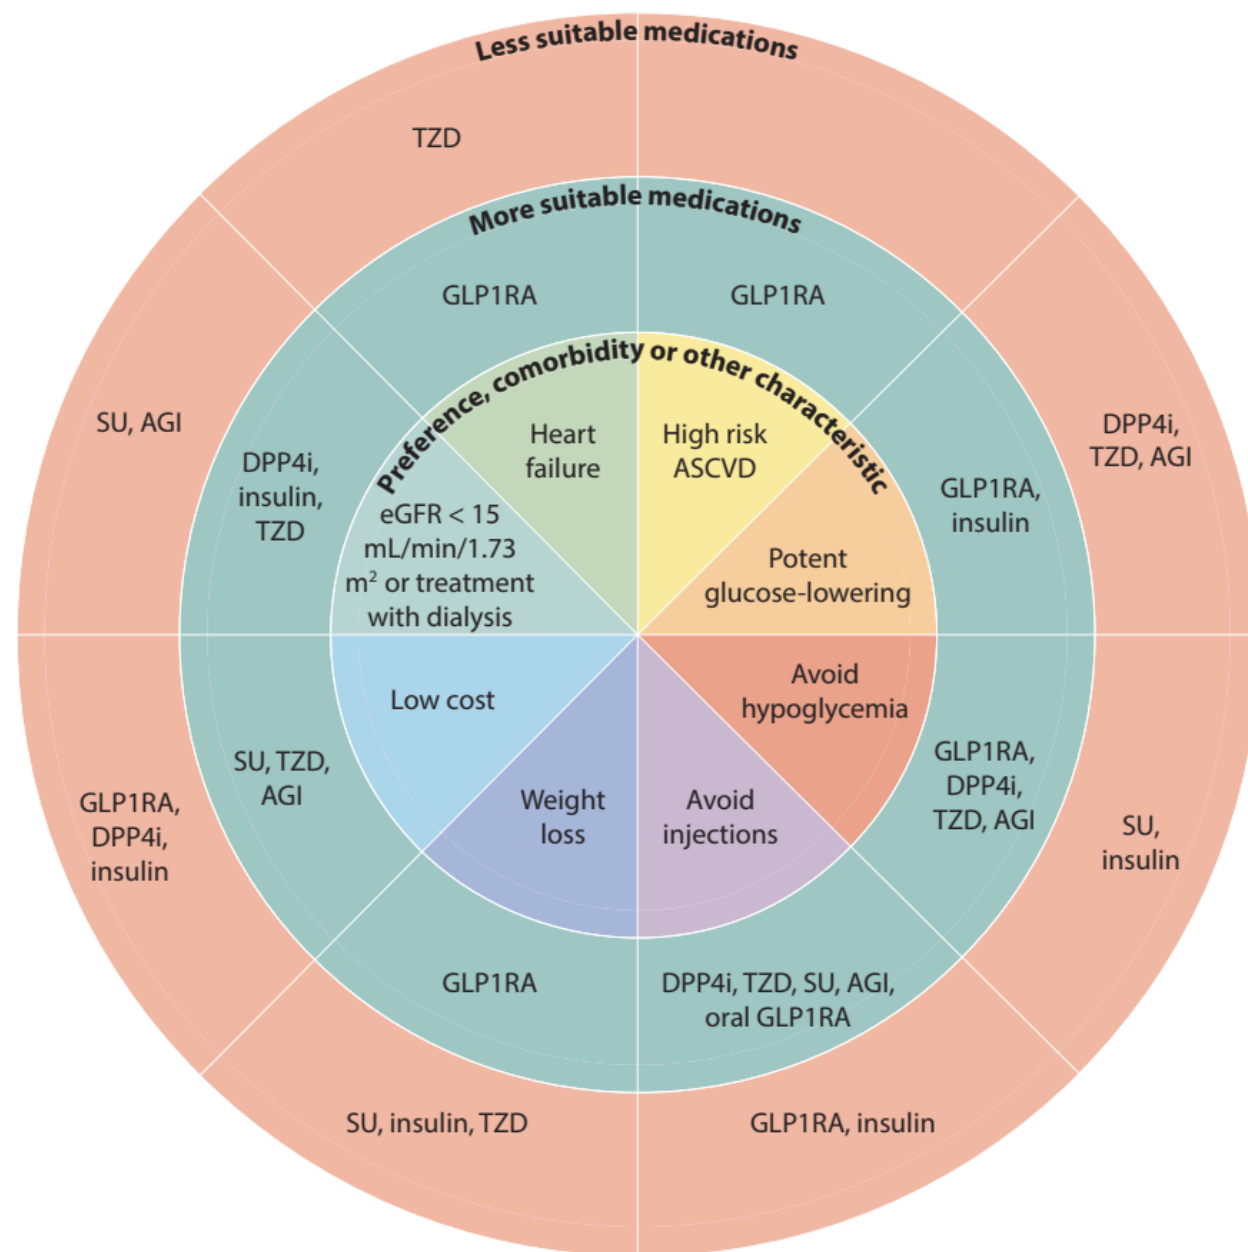 Less suitable medications
TZD
More suitable medications
GLP1RA
GLP1RA
Preference, comorbidity or other characteristic
Heart
failure
High risk
ASCVD
SU, AGI
DPP4i,
TZD, AGI
DPP4i,
insulin,
TZD
GLP1RA,
insulin
eGFR < 15
mL/min/1.73
m² or treatment
with dialysis
Potent
glucose-lowering
Low cost
Avoid
hypoglycemia
SU, TZD,
AGI
GLP1RA,
DPP4i,
TZD, AGI
GLP1RA,
DPP4i,
insulin
Weight
loss
Avoid
injections
SU,
insulin
GLP1RA
DPP4i, TZD, SU, AGI,
oral GLP1RA
SU, insulin, TZD
GLP1RA, insulin